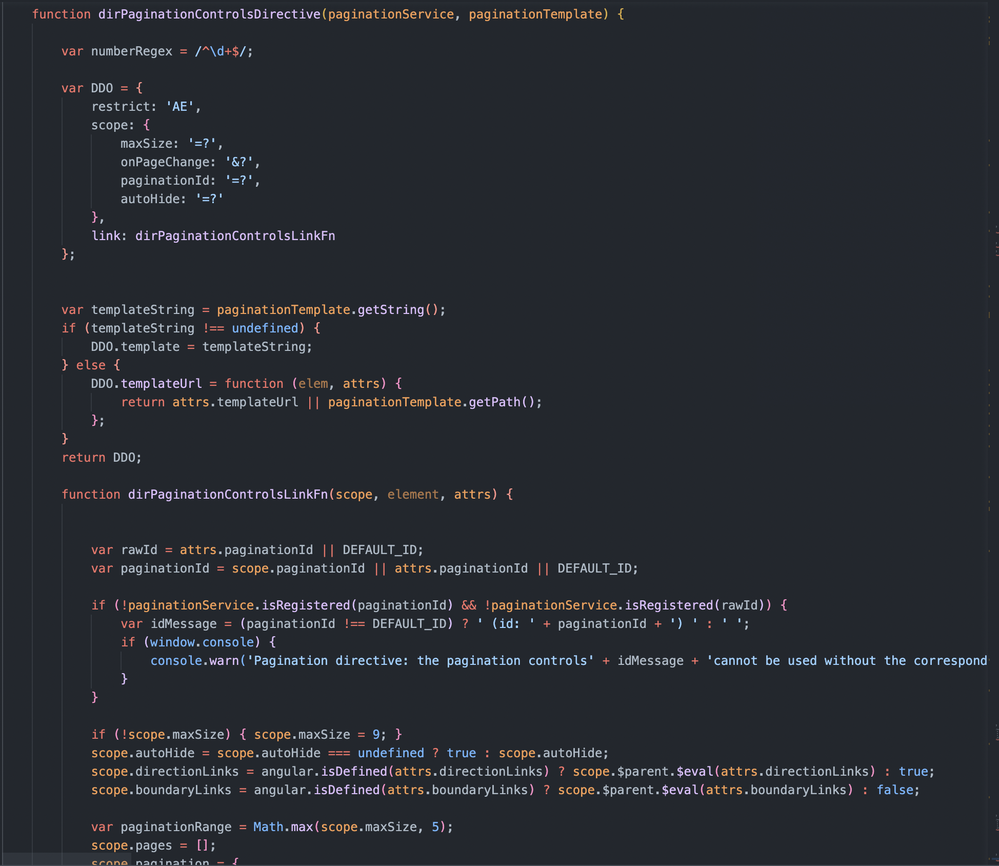 function dirPaginationControlsDirective(paginationService, paginationTemplate) {
var numberRegex = /^\d+$/;
var DDO = {
restrict: 'AE',
scope: {
maxSize: '=?',
onPageChange: '&?',
paginationId: '=?',
autoHide: '=?'
},
link: dirPaginationControlsLinkFn
};
var templateString = paginationTemplate.getString();
if (templateString !== undefined) {
DDO.template = templateString;
} else {
DDO.templateUrl = function (elem, attrs) {
return attrs.templateUrl || paginationTemplate.getPath();
};
}
return DDO;
function dirPaginationControlsLinkFn(scope, element, attrs) {
var rawId = attrs.paginationId || DEFAULT_ID;
var paginationId = scope.paginationId || attrs.paginationId || DEFAULT_ID;
if (!paginationService.isRegistered(paginationId) && !paginationService.isRegistered(rawId)) {
var idMessage = (paginationId !== DEFAULT_ID) ? ' (id: ' + paginationId + ') ' : ' ';
if (window.console) {
console.warn('Pagination directive: the pagination controls' + idMessage + 'cannot be used without the correspond
}
}
if (!scope.maxSize) { scope.maxSize = 9; }
scope.autoHide = scope.autoHide === undefined ? true : scope.autoHide;
scope.directionLinks = angular.isDefined(attrs.directionLinks) ? scope.$parent.$eval(attrs.directionLinks) : true;
scope.boundaryLinks = angular.isDefined(attrs.boundaryLinks) ? scope.$parent.$eval(attrs.boundaryLinks) : false;
var paginationRange = Math.max(scope.maxSize, 5);
scope.pages = [];
scope.pagination = {